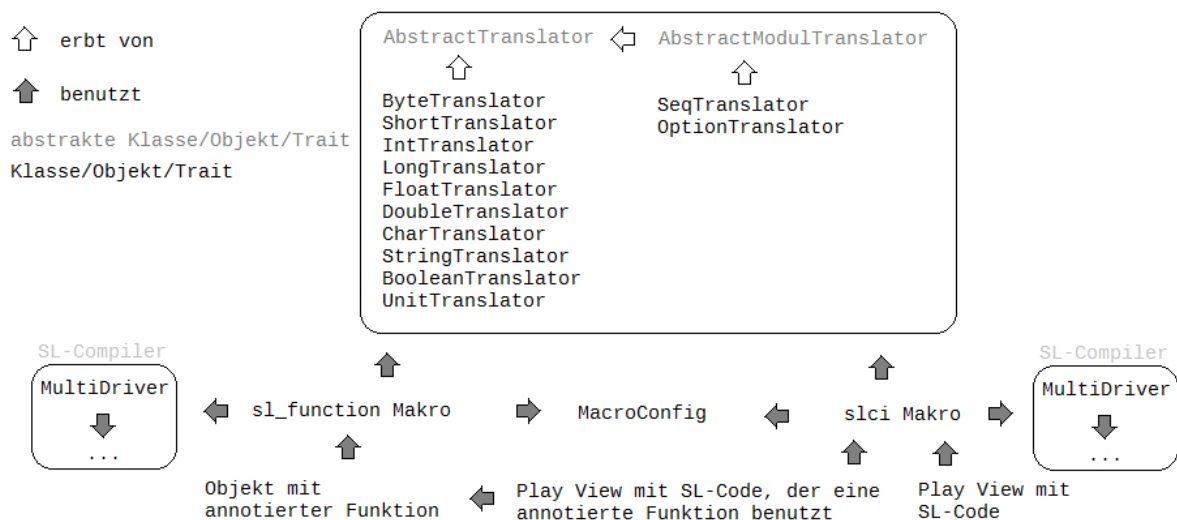 erbt von
benutzt
abstrakte Klasse/Objekt/Trait
Klasse/Objekt/Trait
AbstractTranslator
AbstractModulTranslator
ByteTranslator
ShortTranslator
IntTranslator
LongTranslator
FloatTranslator
DoubleTranslator
CharTranslator
StringTranslator
BooleanTranslator
UnitTranslator
SeqTranslator
OptionTranslator
SL-Compiler
MultiDriver
...
sl_function Makro
MacroConfig
slci Makro
SL-Compiler
MultiDriver
...
Objekt mit
annotierter Funktion
Play View mit SL-Code, der eine
annotierte Funktion benutzt
Play View mit
SL-Code